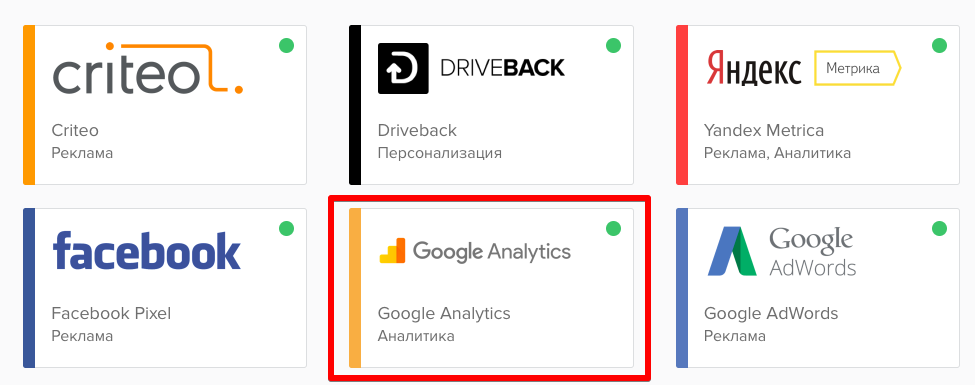 criteo
DRIVEBACK
Яндекс Метрика
Criteo
Реклама
Driveback
Персонализация
Yandex Metrica
Реклама, Аналитика
facebook
Google Analytics
Google
AdWords
Facebook Pixel
Реклама
Google Analytics
Аналитика
Google AdWords
Реклама